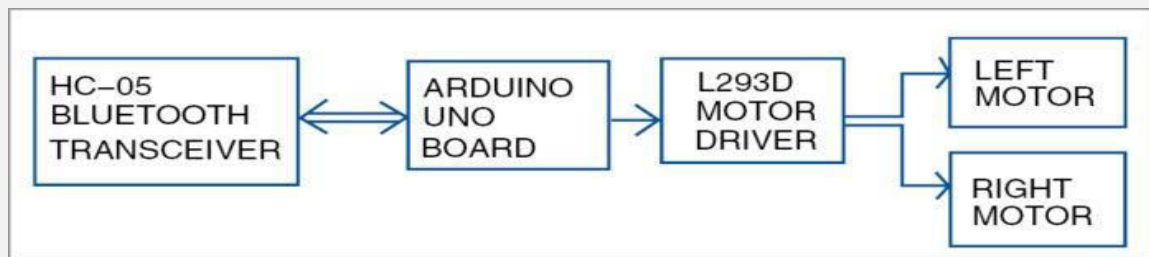 HC-05
BLUETOOTH
TRANSCEIVER
ARDUINO
UNO
BOARD
L293D
MOTOR
DRIVER
LEFT
MOTOR
RIGHT
MOTOR